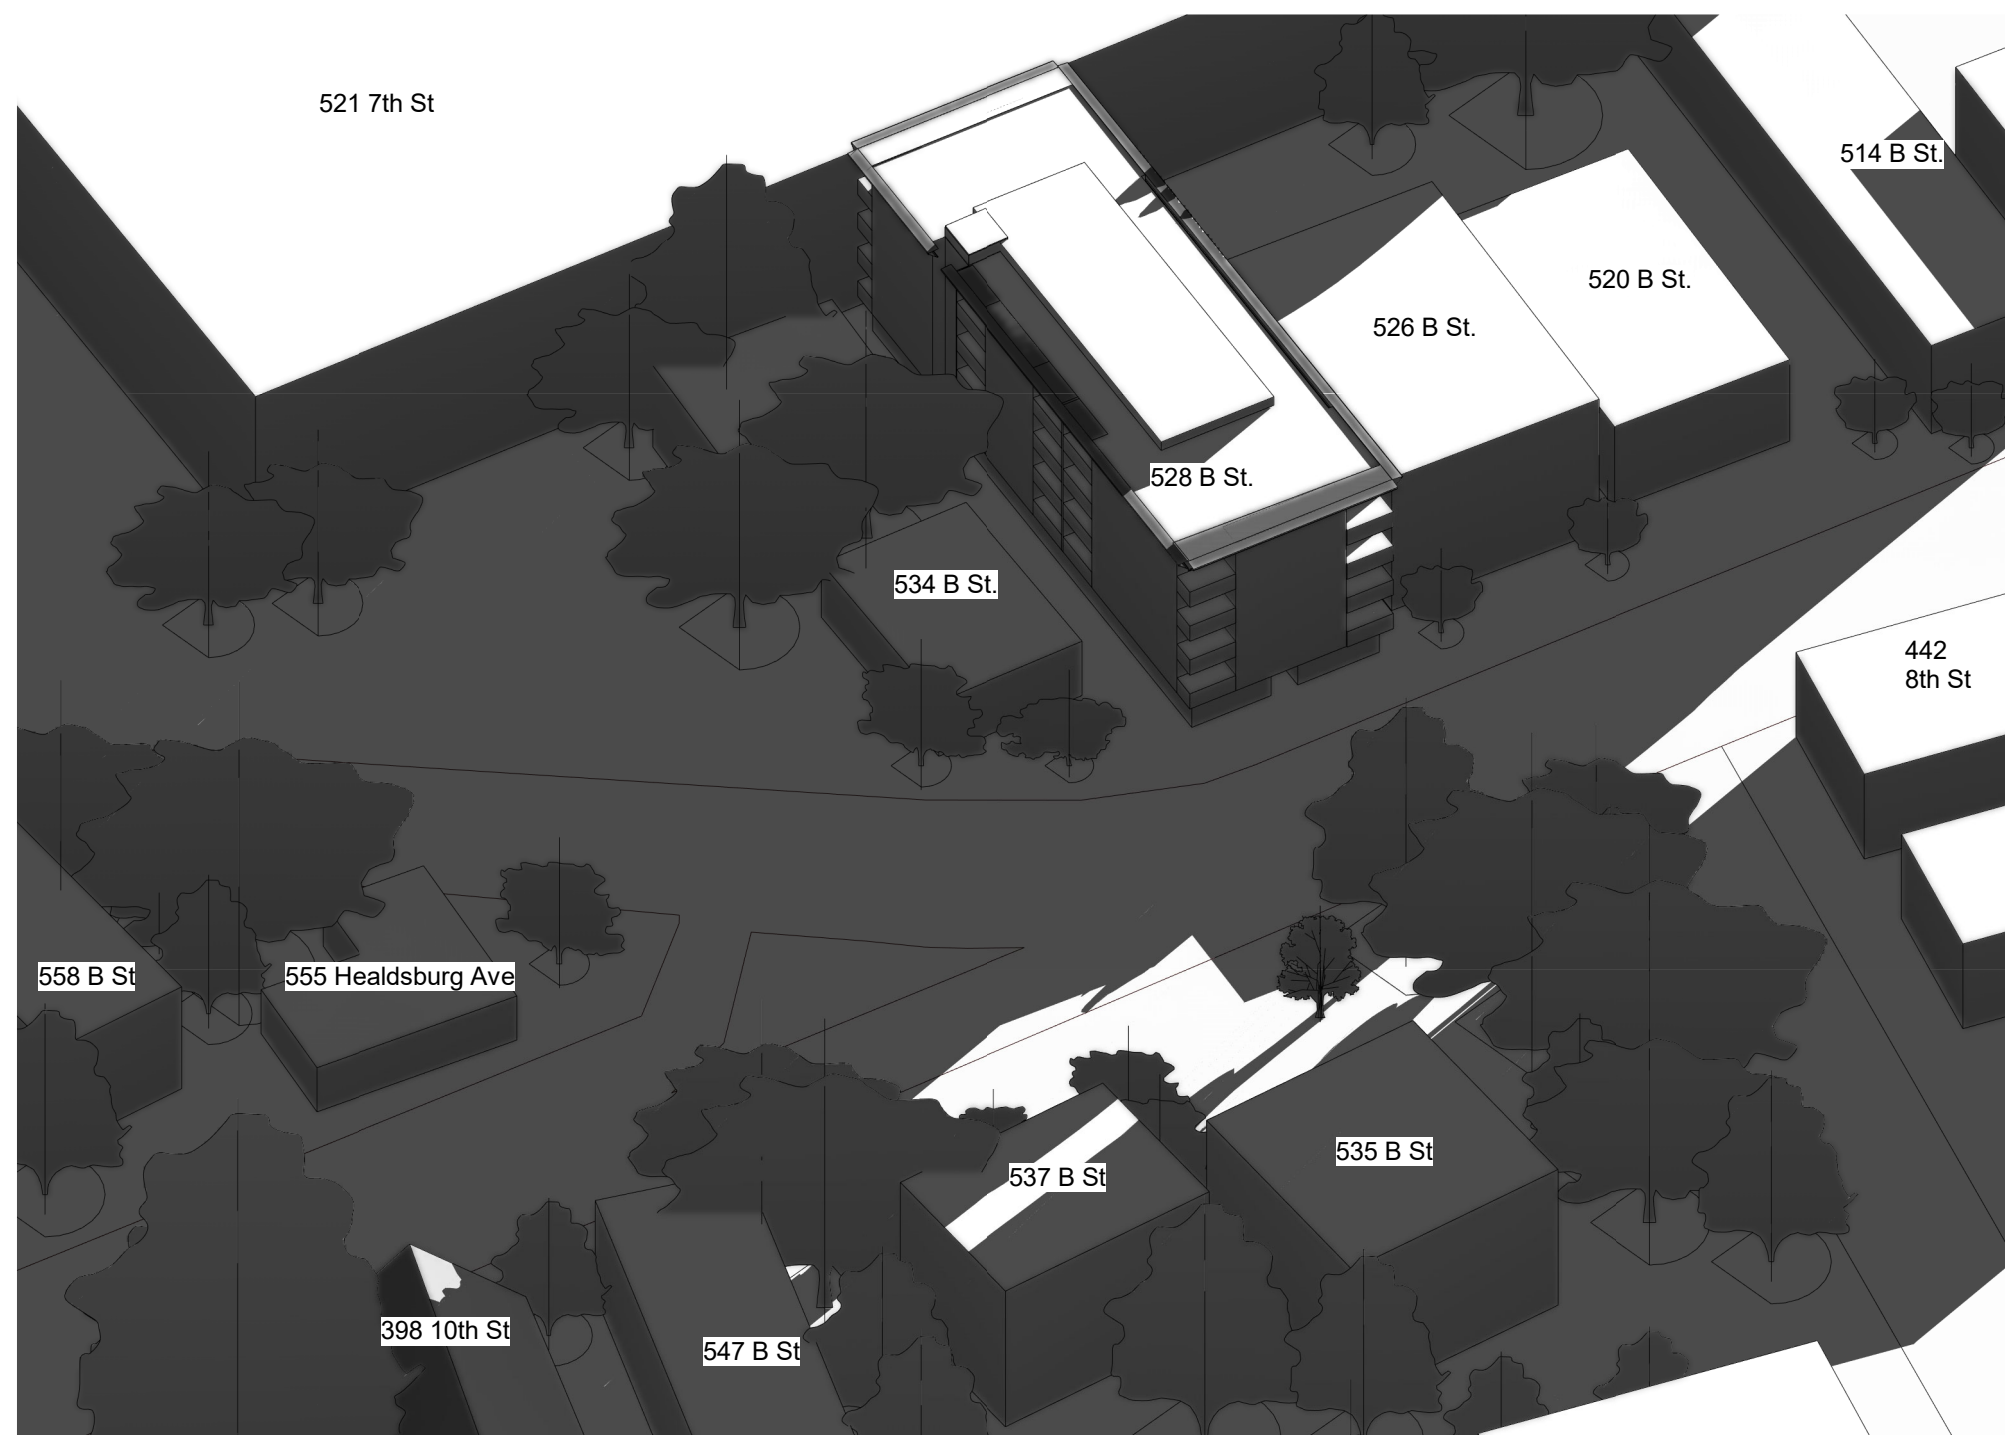 521 7th St
514 B St.
520 B St.
526 B St.
528 B St.
534 B St.
442
8th St
558 B St
555 Healdsburg Ave
535 B St
537 B St
398 10th St
547 B St